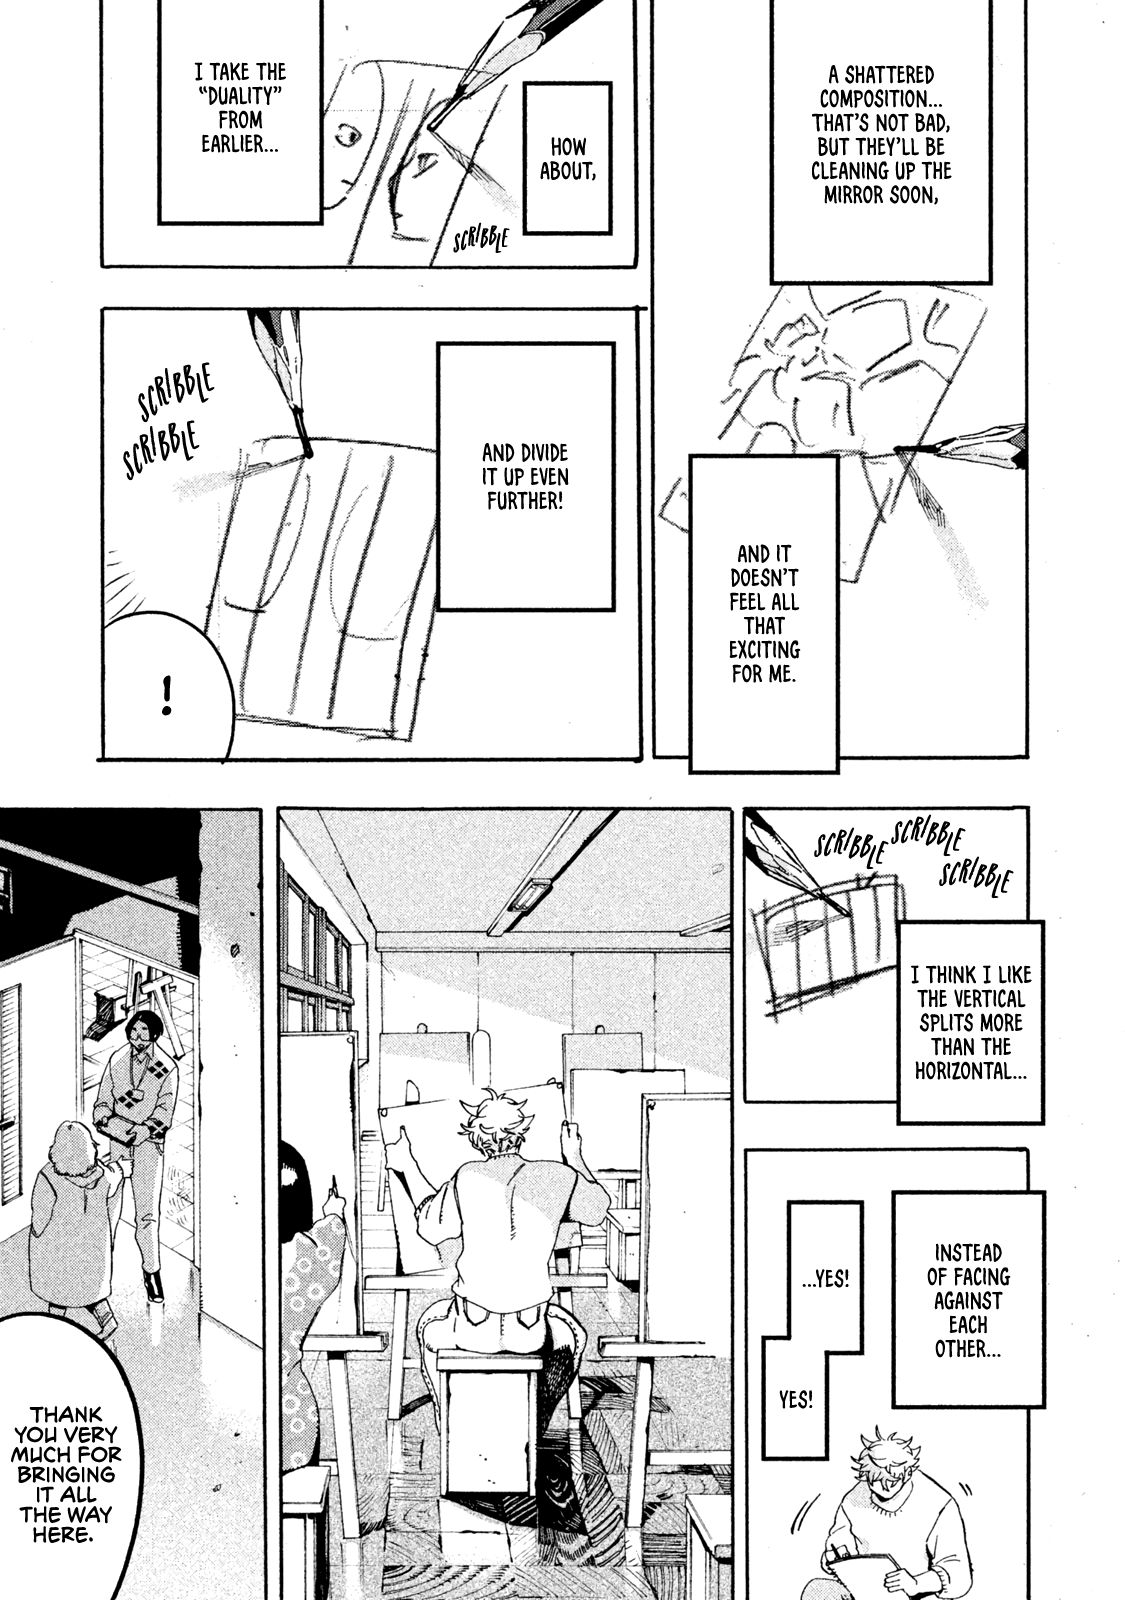 A SHATTERED
COMPOSITION...
THAT'S NOT BAD,
BUT THEY'LL BE
CLEANING UP THE
MIRROR SOON,
AND IT
DOESN'T
FEEL ALL
THAT
EXCITING
FOR ME.
HOW
ABOUT,
I TAKE THE
"DUALITY"
FROM
EARLIER...
SCRIBBLE
AND DIVIDE
IT UP EVEN
FURTHER!
SCRIBBLE
SCRIBBLE
!
SCRIBBLE
SCRIBBLE
SCRIBBLE
I THINK I LIKE
THE VERTICAL
SPLITS MORE
THAN THE
HORIZONTAL...
INSTEAD
OF FACING
AGAINST
EACH
OTHER...
...YES!
YES!
THANK
YOU VERY
MUCH FOR
BRINGING
IT ALL
THE WAY
HERE.